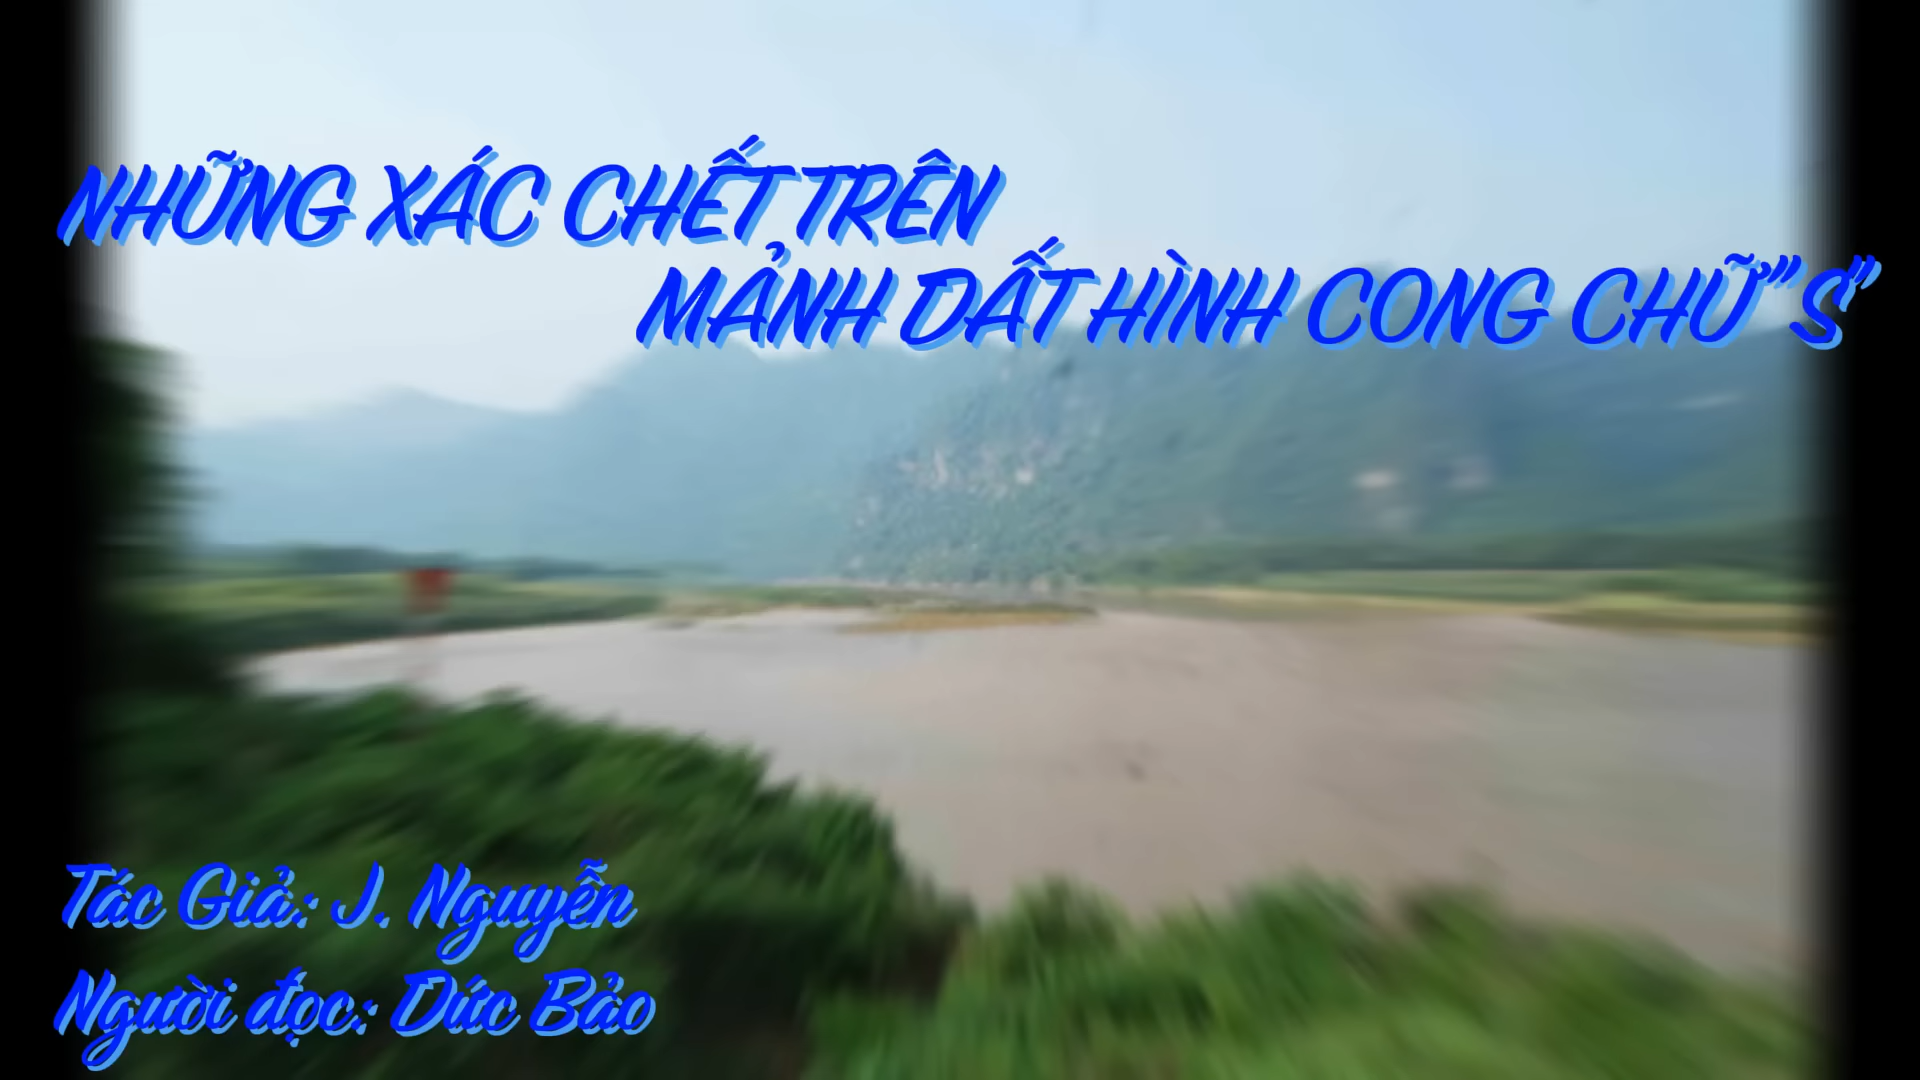 NHỮNG XÁC CHẾT TRÊN
MẢNH ĐẤT HÌNH CONG CHỮ "S"
Tác Giả: J. Nguyễn
Người đọc: Đức Bảo